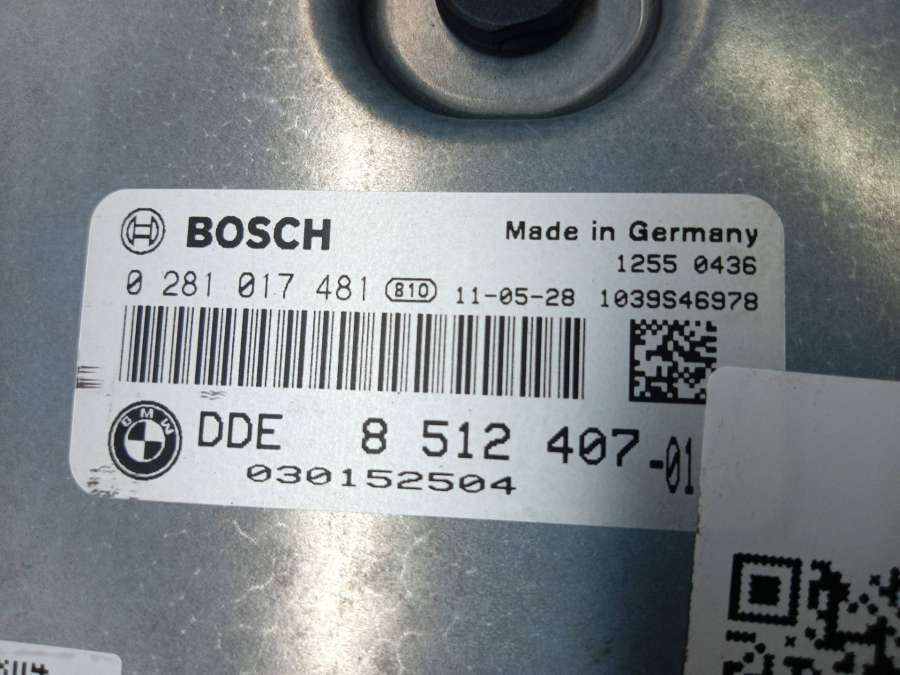 BOSCH
Made in Germany
1255 0436
0 281 017 481 810 11-05-28 1039S46978
BMW DDE 8 512 407-01
030152504